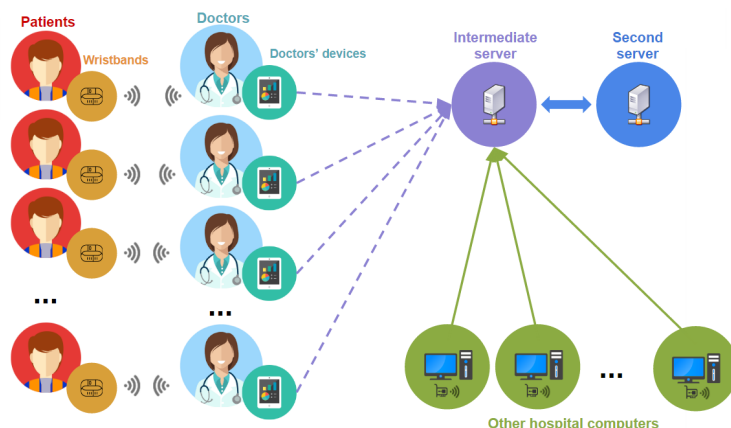 Patients
Doctors
Wristbands
Doctors' devices
Intermediate
server
Second
server
...
...
...
Other hospital computers